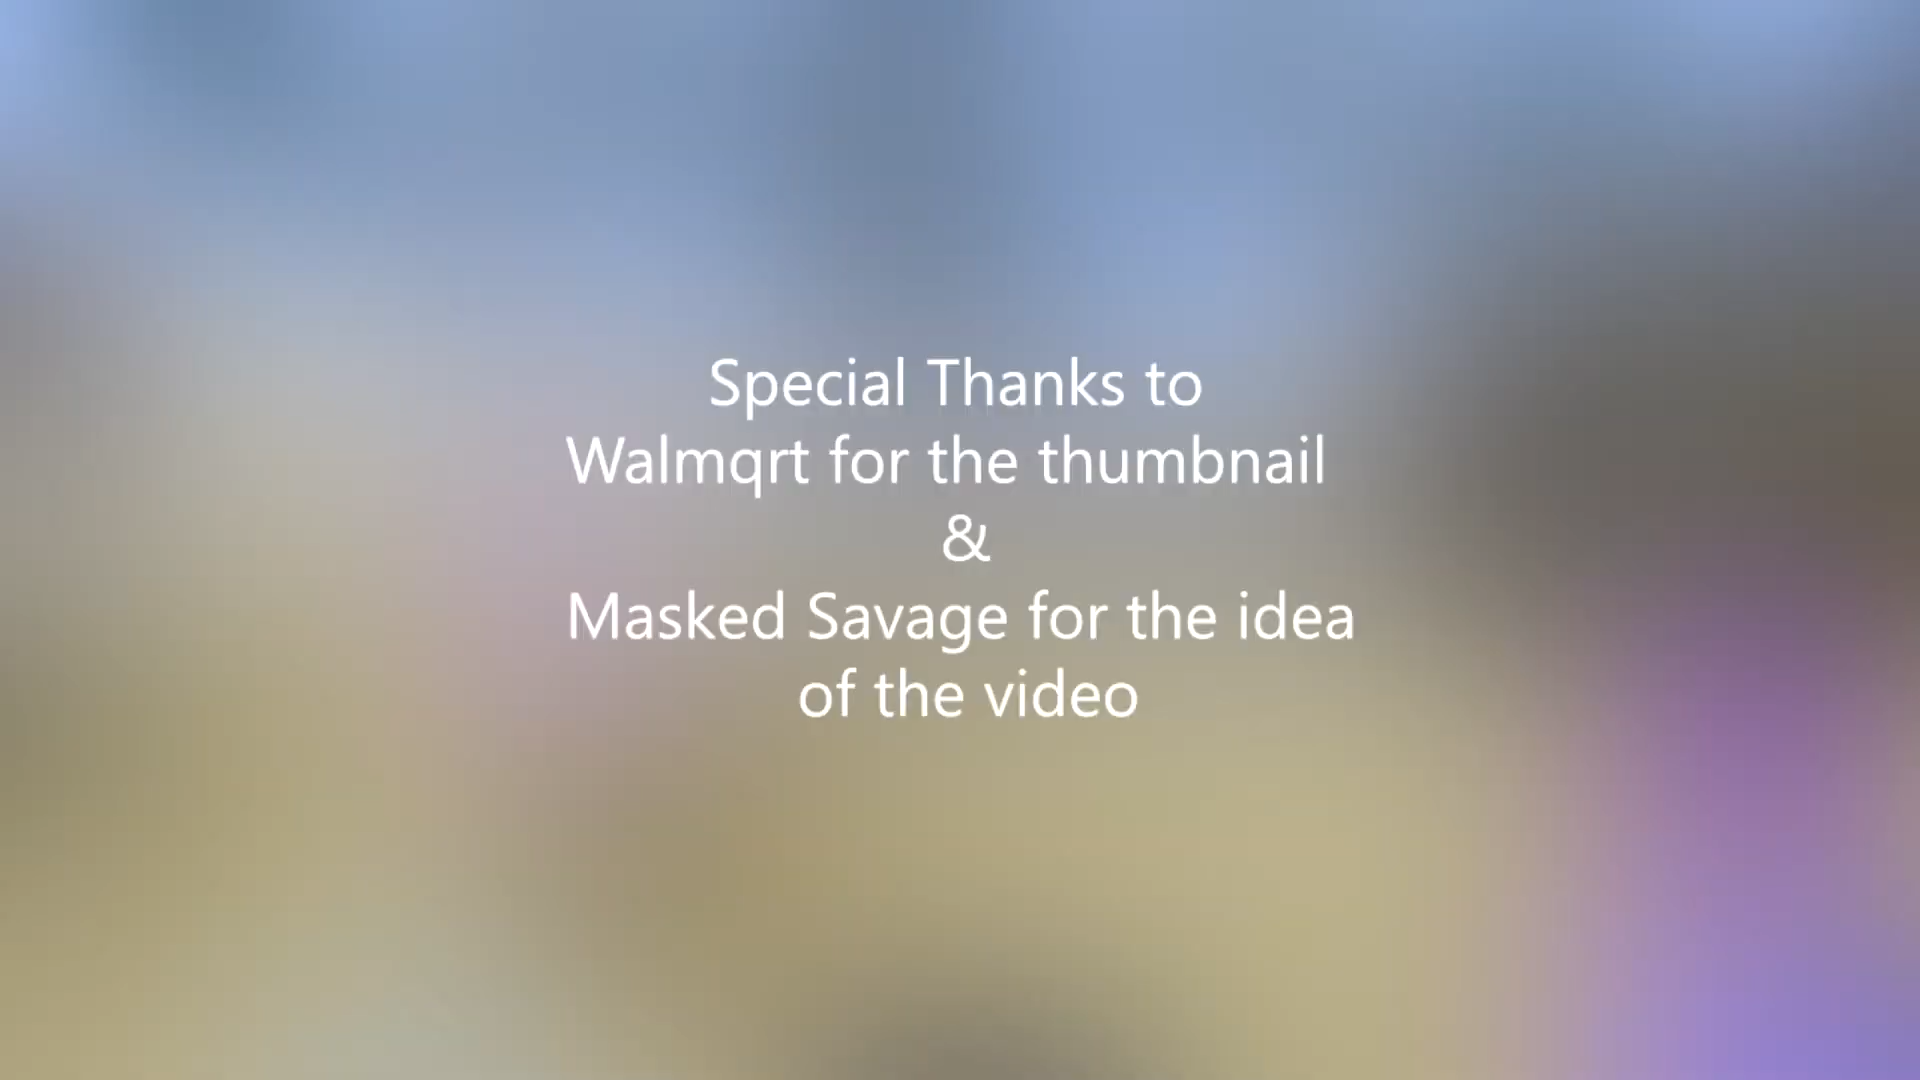 Special Thanks to
Walmqrt for the thumbnail
&
Masked Savage for the idea
of the video